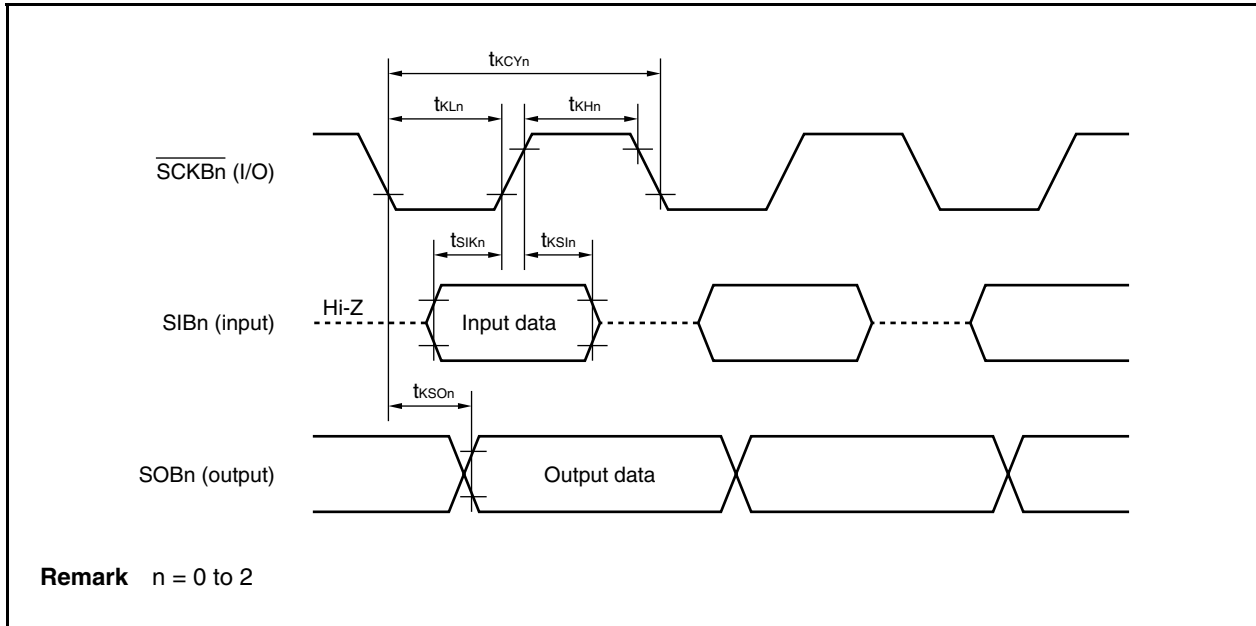 tKCYn
tKLn tKHn
SCKBn (I/O)
tSIKn tKSIn
Hi-Z
SIBn (input) Input data
tKSOn
SOBn (output) Output data
Remark n = 0 to 2